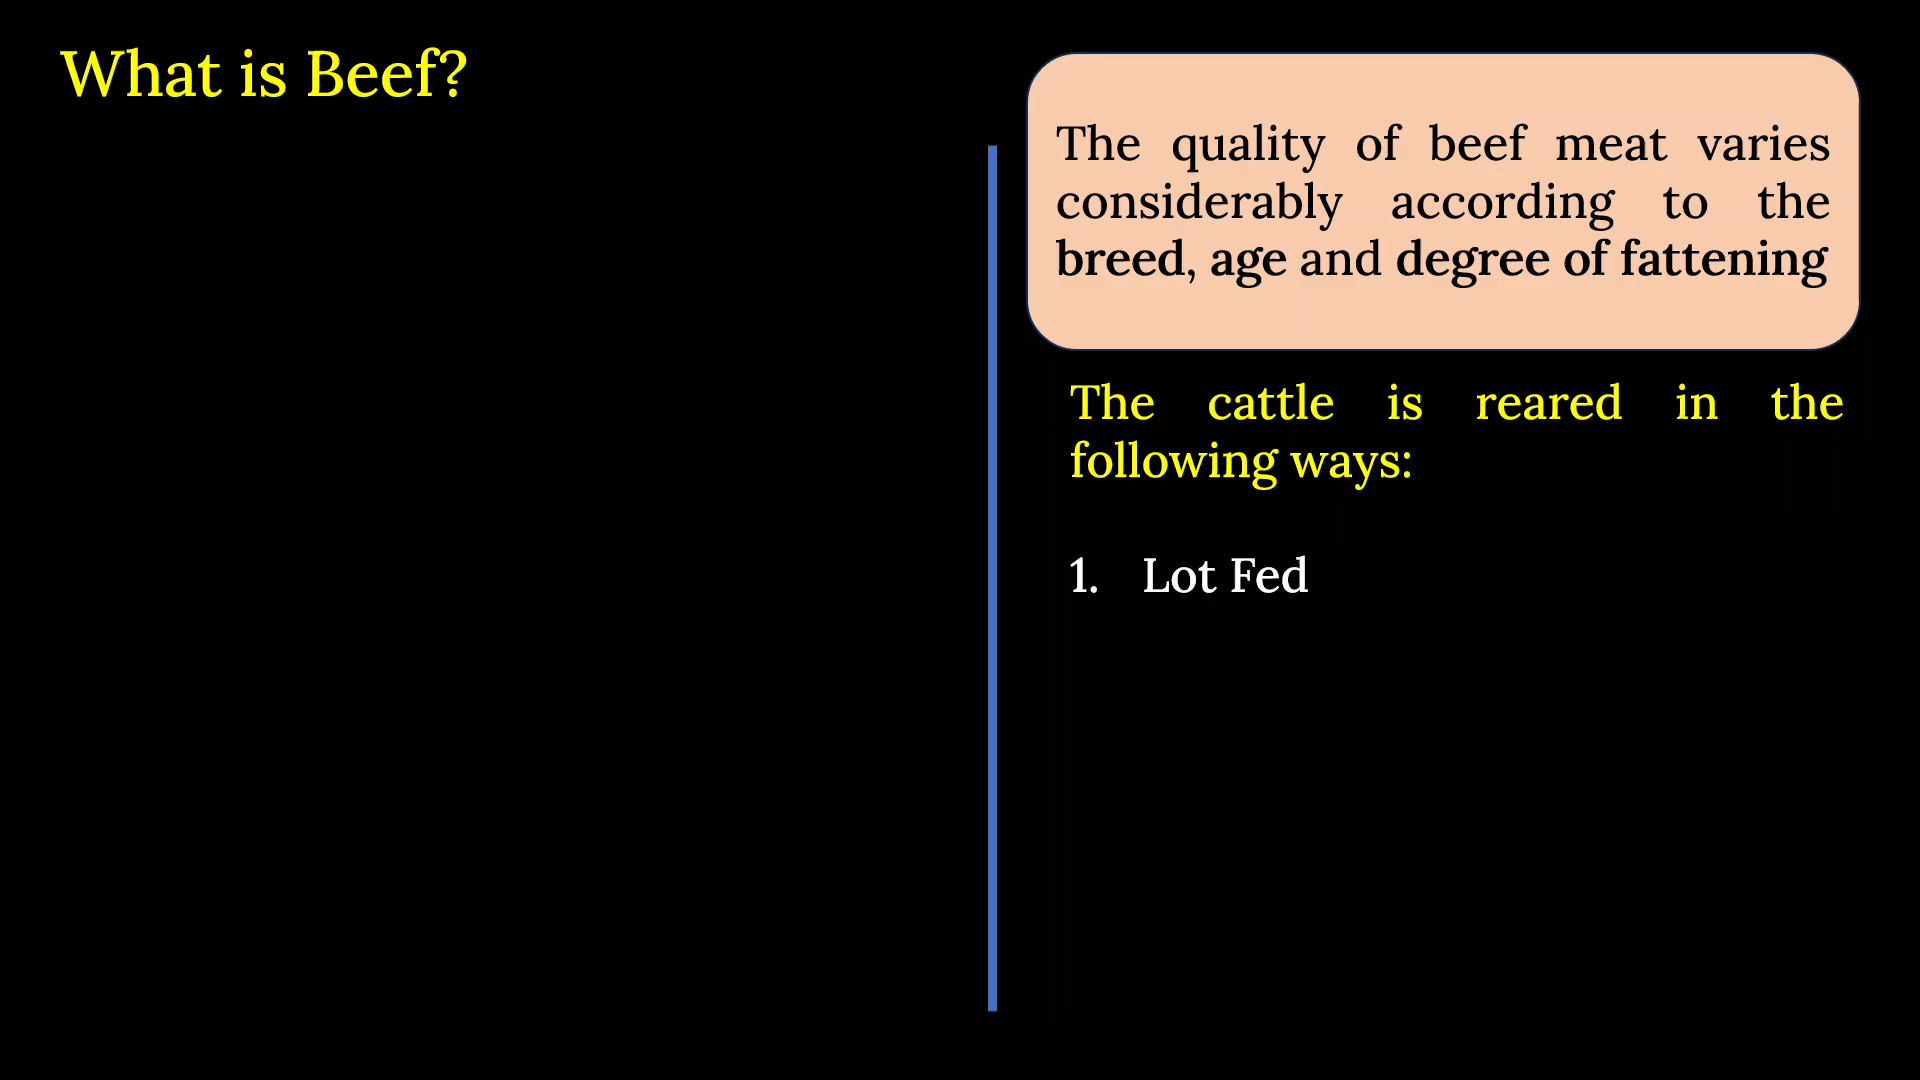 What is Beef?
The quality of beef meat varies
considerably according to the
breed, age and degree of fattening
The cattle is reared in the
following ways:
1. Lot Fed